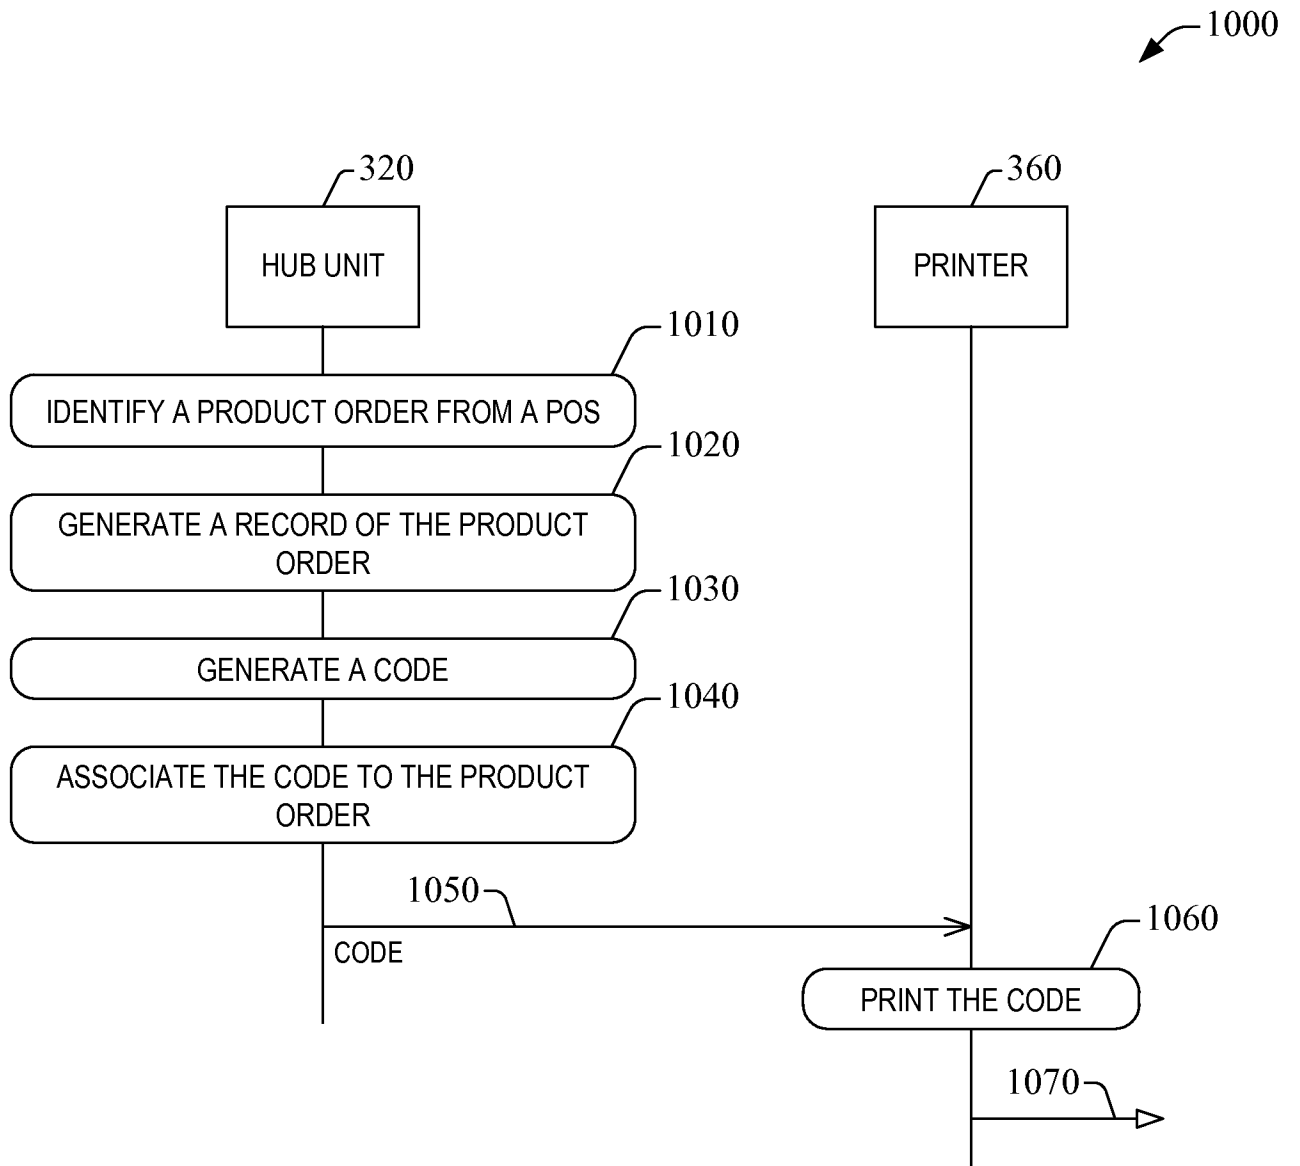 1000
320
360
HUB UNIT
PRINTER
1010
IDENTIFY A PRODUCT ORDER FROM A POS
1020
GENERATE A RECORD OF THE PRODUCT
ORDER
1030
GENERATE A CODE
1040
ASSOCIATE THE CODE TO THE PRODUCT
ORDER
1050
CODE
1060
PRINT THE CODE
1070